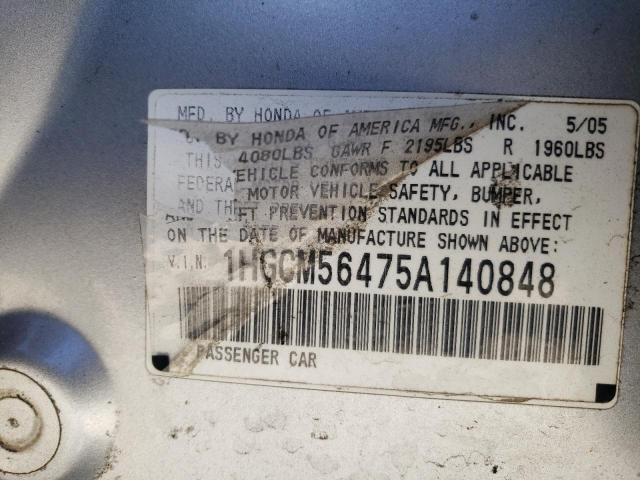 MFD. BY HONDA OF
BY HONDA OF AMERICA MFG., INC. 5/05
4080LBS GAWR F 2195LBS R 1960LBS
THIS VEHICLE CONFORMS TO ALL APPLICABLE
FEDERAL MOTOR VEHICLE SAFETY, BUMPER,
AND THEFT PREVENTION STANDARDS IN EFFECT
ON THE DATE OF MANUFACTURE SHOWN ABOVE:
V.I.N. 1HGCM56475A140848
PASSENGER CAR